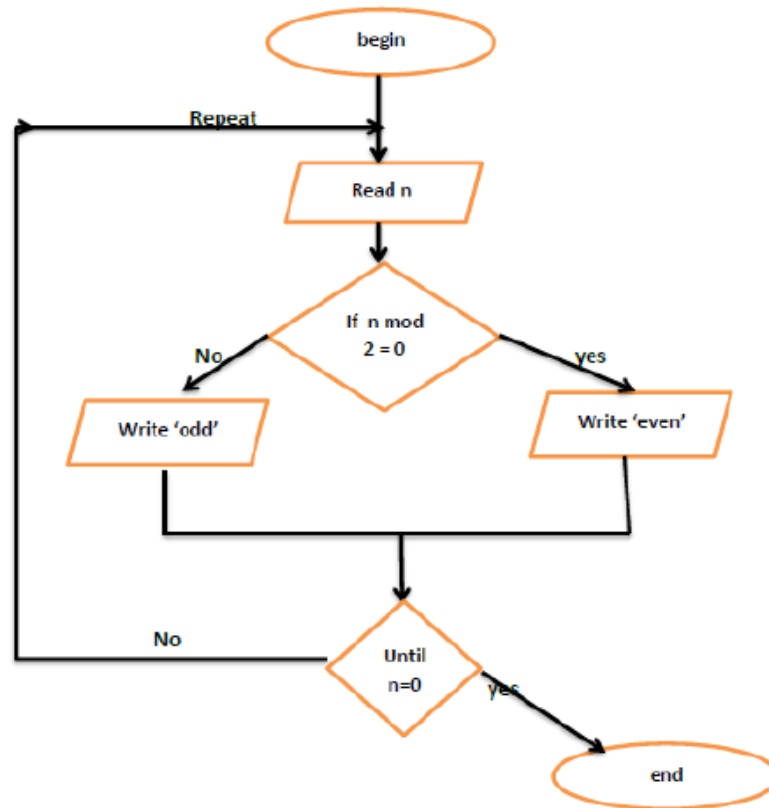 begin
Repeat
Read n
If n mod
2 = 0
No
yes
Write ‘odd’
Write ‘even’
No
Until
n=0
yes
end